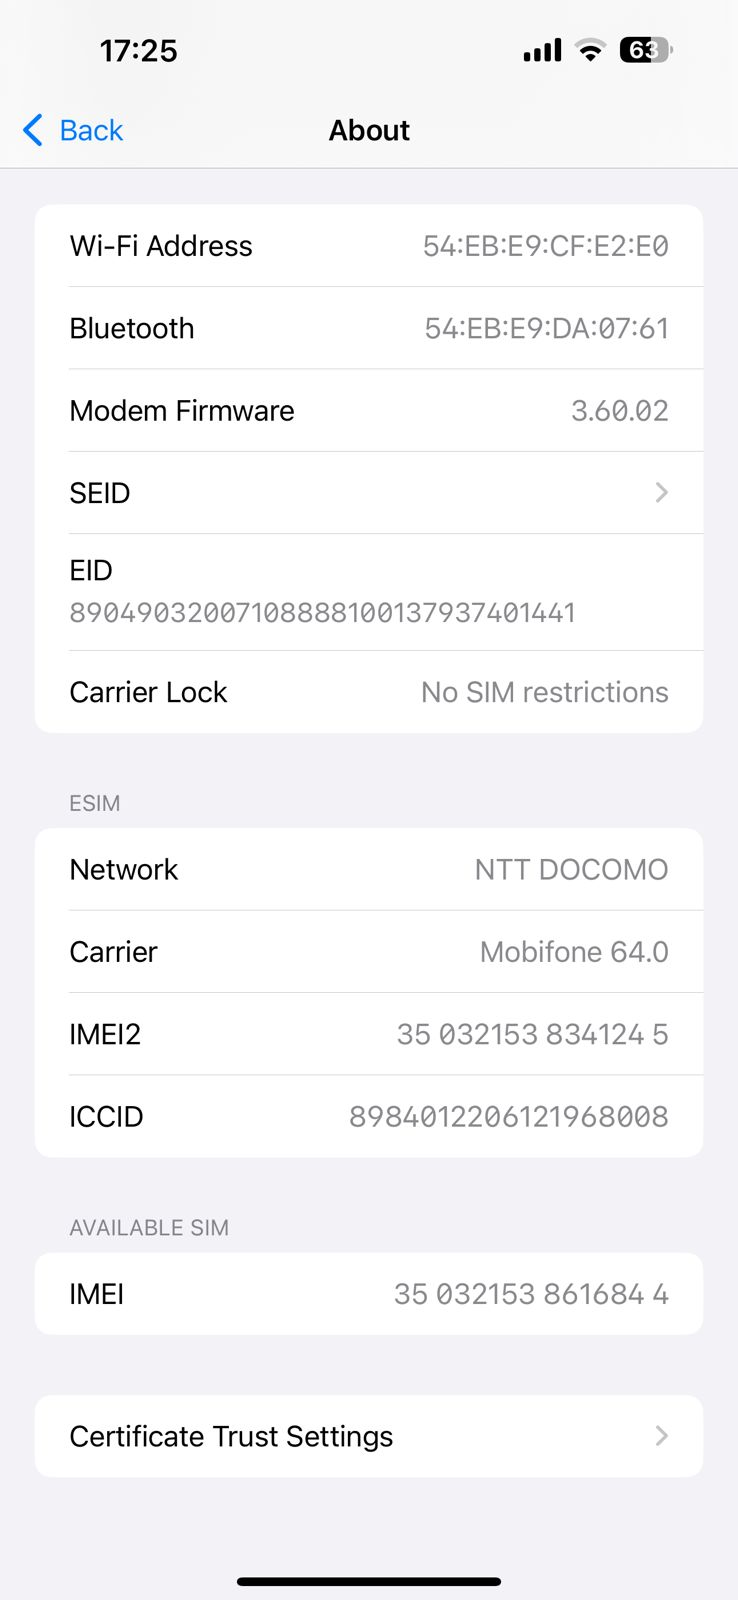 17:25
63
Back
About
Wi-Fi Address 54:EB:E9:CF:E2:E0
Bluetooth 54:EB:E9:DA:07:61
Modem Firmware 3.60.02
SEID
EID
89049032007108888100137937401441
Carrier Lock No SIM restrictions
ESIM
Network NTT DOCOMO
Carrier Mobifone 64.0
IMEI2 35 032153 834124 5
ICCID 8984012206121968008
AVAILABLE SIM
IMEI 35 032153 861684 4
Certificate Trust Settings